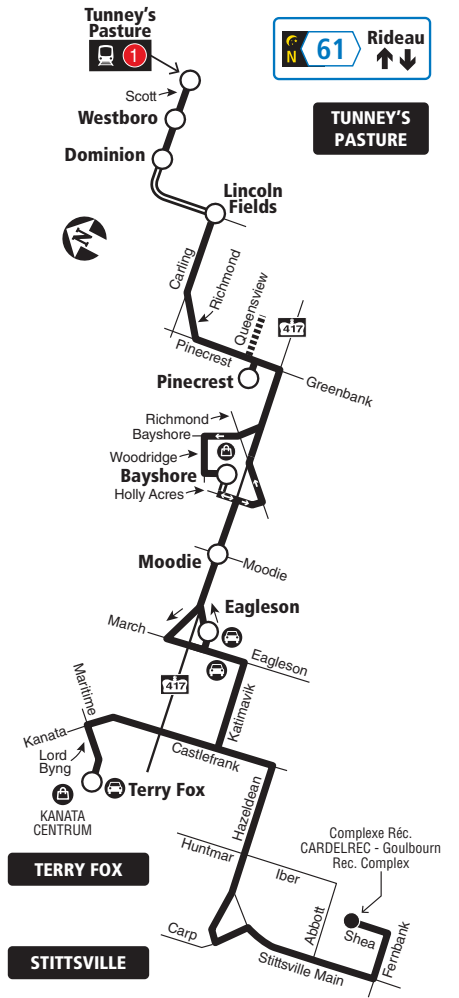 Tunney's
Pasture
1
N
61
Rideau
TUNNEY'S
PASTURE
Scott
Westboro
Dominion
Lincoln
Fields
N
Carling
Richmond
Queensview
417
Pinecrest
Pinecrest
Greenbank
Richmond
Bayshore
Woodridge
Bayshore
Holly Acres
Moodie
Moodie
Eagleson
March
Eagleson
417
Maritime
Katimavik
Kanata
Lord
Byng
Castlefrank
Terry Fox
KANATA
CENTRUM
Hazeldean
Huntmar
Complexe Réc.
CARDELREC - Goulbourn
Rec. Complex
TERRY FOX
Iber
Abbott
Shea
Carp
Fernbank
Stittsville Main
STITTSVILLE